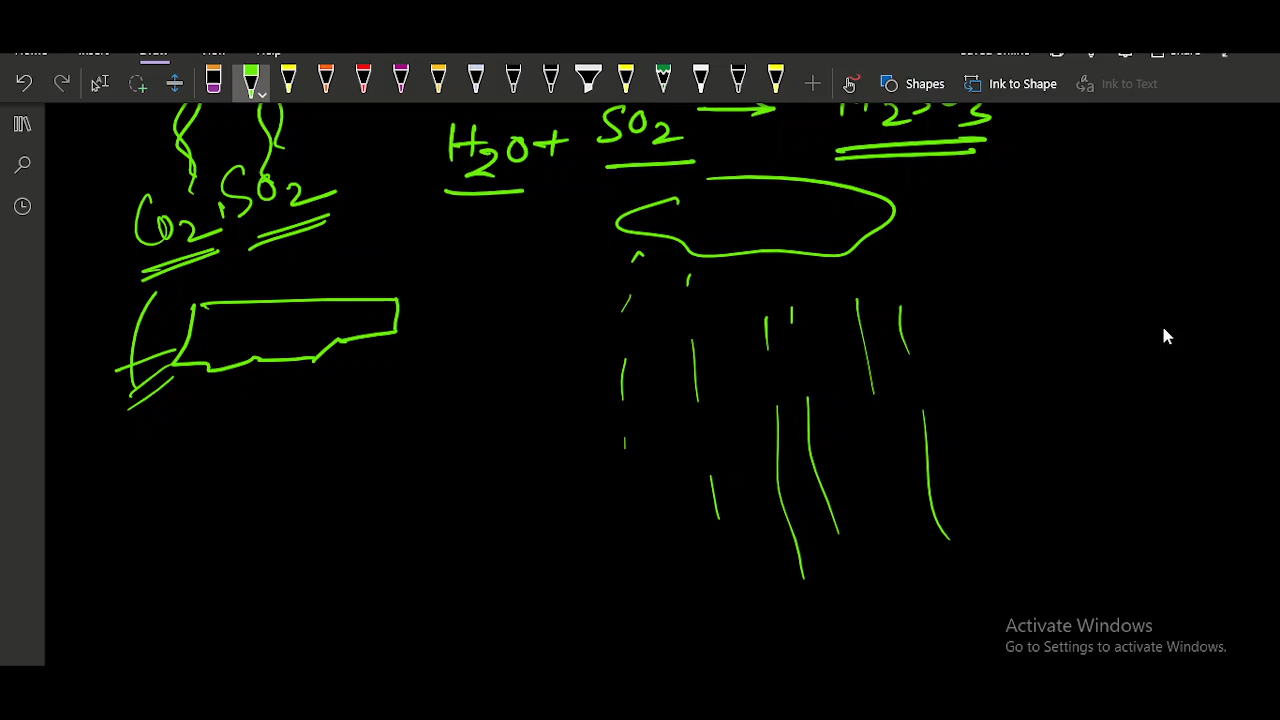 Shapes Ink to Shape Ink to Text
H2O + SO2 → H2SO3
CO2, SO2
Activate Windows
Go to Settings to activate Windows.